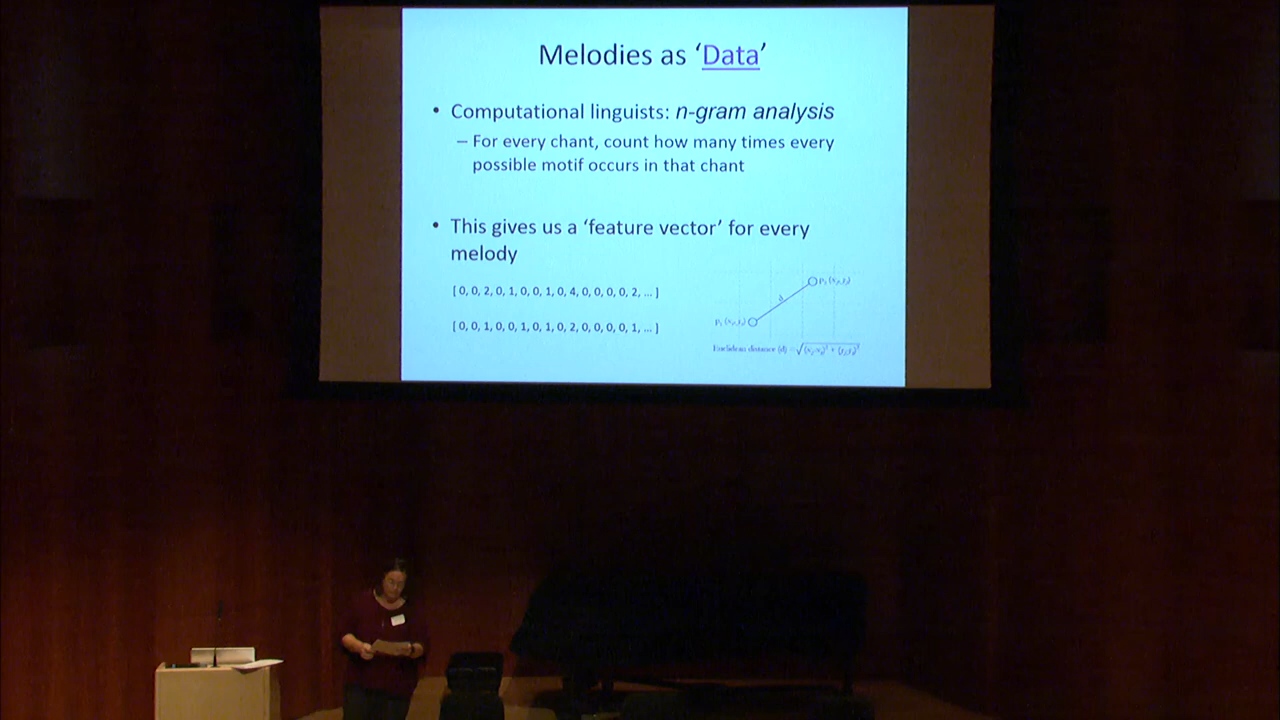 Melodies as ‘Data’
• Computational linguists: n-gram analysis
– For every chant, count how many times every
possible motif occurs in that chant
• This gives us a ‘feature vector’ for every
melody
[ 0, 0, 2, 0, 1, 0, 0, 1, 0, 4, 0, 0, 0, 0, 2, ... ]
[ 0, 0, 1, 0, 0, 1, 0, 1, 0, 2, 0, 0, 0, 0, 1, ... ]
d
Euclidean distance (d) =